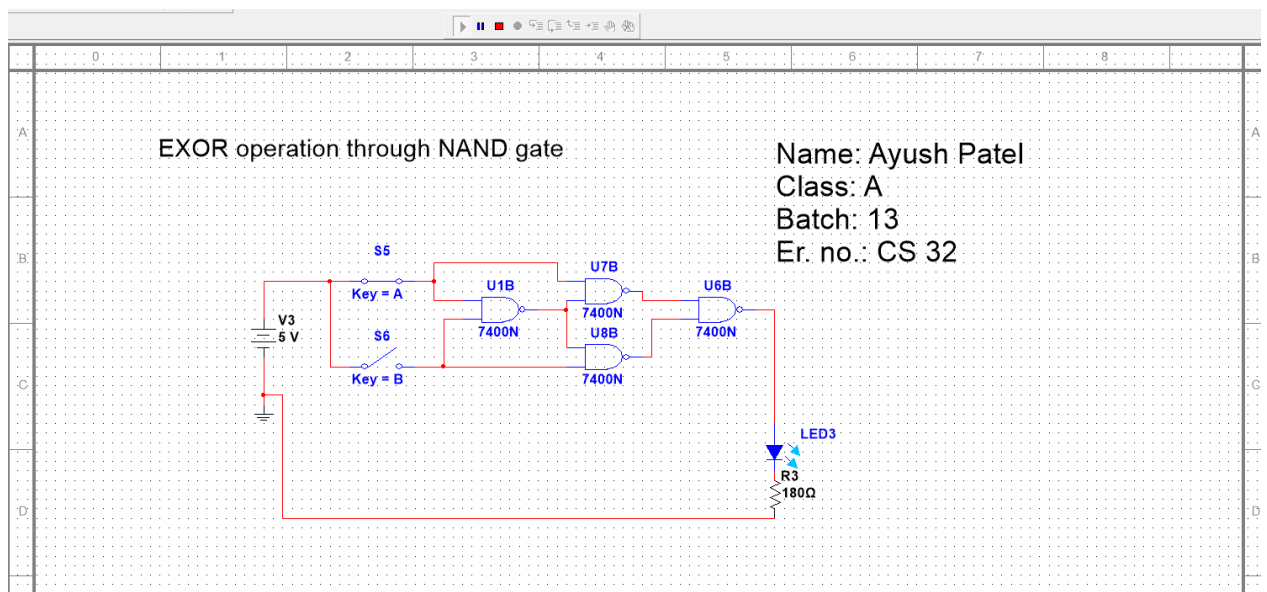 0 1 2 3 4 5 6 7 8
A A
EXOR operation through NAND gate
Name: Ayush Patel
Class: A
Batch: 13
Er. no.: CS 32
B B
S5
Key = A
U1B
7400N
U7B
7400N
U6B
7400N
V3
5 V
S6
Key = B
U8B
7400N
C C
LED3
R3
180Ω
D D